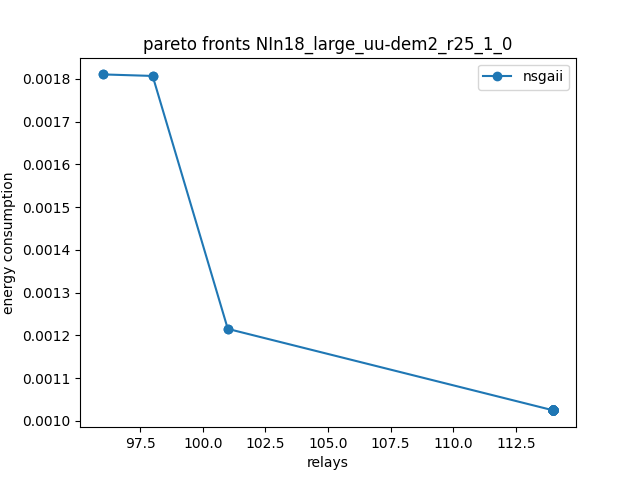 pareto fronts NIn18_large_uu-dem2_r25_1_0
nsgaii
energy consumption
0.0018
0.0017
0.0016
0.0015
0.0014
0.0013
0.0012
0.0011
0.0010
97.5 100.0 102.5 105.0 107.5 110.0 112.5
relays